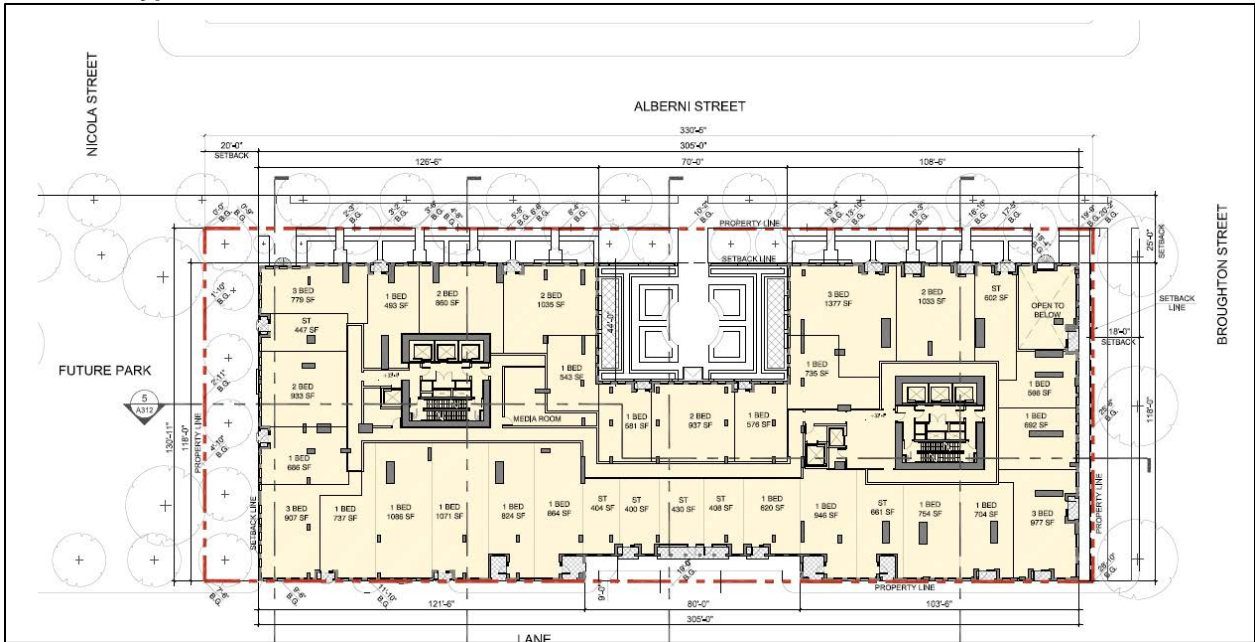 NICOLA STREET
ALBERNI STREET
BROUGHTON STREET
330'-5"
20'-0"
SETBACK
305'-0"
126'-6"
70'-0"
108'-6"
PROPERTY LINE
SETBACK LINE
25'-0"
SETBACK
SETBACK LINE
18'-0"
SETBACK
3 BED
779 SF
1 BED
493 SF
2 BED
860 SF
2 BED
1035 SF
44'-0"
3 BED
1377 SF
2 BED
1033 SF
ST
602 SF
OPEN TO BELOW
ST
447 SF
FUTURE PARK
5
A312
2 BED
933 SF
1 BED
543 SF
MEDIA ROOM
1 BED
581 SF
2 BED
937 SF
1 BED
576 SF
1 BED
735 SF
1 BED
1 BED
692 SF
130'-11"
118'-0"
PROPERTY LINE
1 BED
686 SF
118'-0"
SETBACK LINE
3 BED
907 SF
1 BED
737 SF
1 BED
1086 SF
1 BED
1071 SF
1 BED
824 SF
1 BED
864 SF
ST
404 SF
ST
400 SF
ST
430 SF
ST
408 SF
1 BED
620 SF
1 BED
946 SF
ST
661 SF
1 BED
754 SF
1 BED
704 SF
3 BED
977 SF
PROPERTY LINE
PROPERTY LINE
9'-0"
121'-6"
80'-0"
103'-6"
305'-0"
LANE